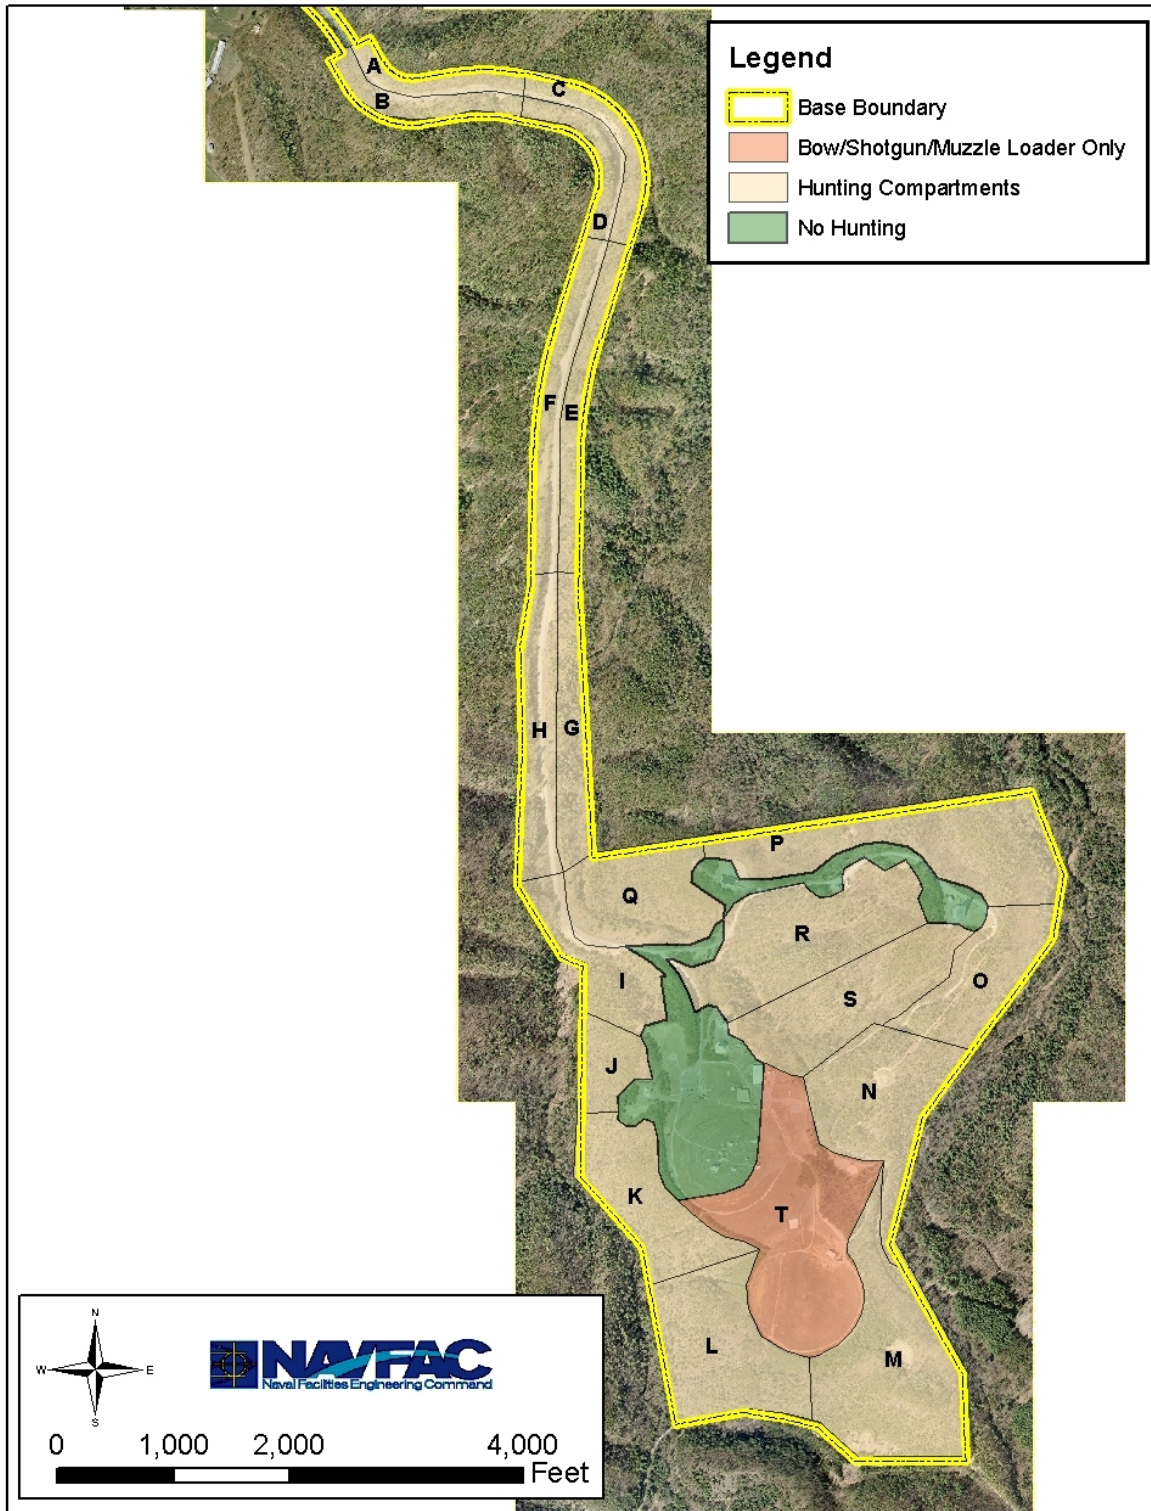 Legend
Base Boundary
Bow/Shotgun/Muzzle Loader Only
Hunting Compartments
No Hunting
A
B
C
D
F
E
H
G
P
Q
R
I
S
O
J
N
K
T
L
M
N
W E
S
NAVFAC
Naval Facilities Engineering Command
0 1,000 2,000 4,000
Feet